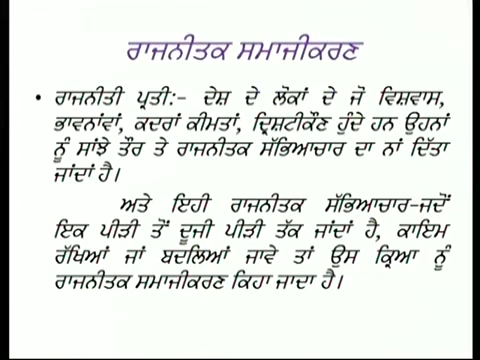 ਰਾਜਨੀਤਕ ਸਮਾਜੀਕਰਣ
• ਰਾਜਨੀਤੀ ਪ੍ਰਤੀ:- ਦੇਸ਼ ਦੇ ਲੋਕਾਂ ਦੇ ਜੋ ਵਿਸ਼ਵਾਸ,
ਭਾਵਨਾਂਵਾਂ, ਕਦਰਾਂ ਕੀਮਤਾਂ, ਦ੍ਰਿਸ਼ਟੀਕੌਣ ਹੁੰਦੇ ਹਨ ਉਹਨਾਂ
ਨੂੰ ਸਾਂਝੇ ਤੌਰ ਤੇ ਰਾਜਨੀਤਕ ਸੱਭਿਆਚਾਰ ਦਾ ਨਾਂ ਦਿੱਤਾ
ਜਾਂਦਾਂ ਹੈ।
ਅਤੇ ਇਹੀ ਰਾਜਨੀਤਕ ਸੱਭਿਆਚਾਰ-ਜਦੋਂ
ਇਕ ਪੀੜੀ ਤੋਂ ਦੂਜੀ ਪੀੜੀ ਤੱਕ ਜਾਂਦਾਂ ਹੈ, ਕਾਇਮ
ਰੱਖਿਆਂ ਜਾਂ ਬਦਲਿਆਂ ਜਾਵੇ ਤਾਂ ਉਸ ਕ੍ਰਿਆ ਨੂੰ
ਰਾਜਨੀਤਕ ਸਮਾਜੀਕਰਣ ਕਿਹਾ ਜਾਦਾ ਹੈ।